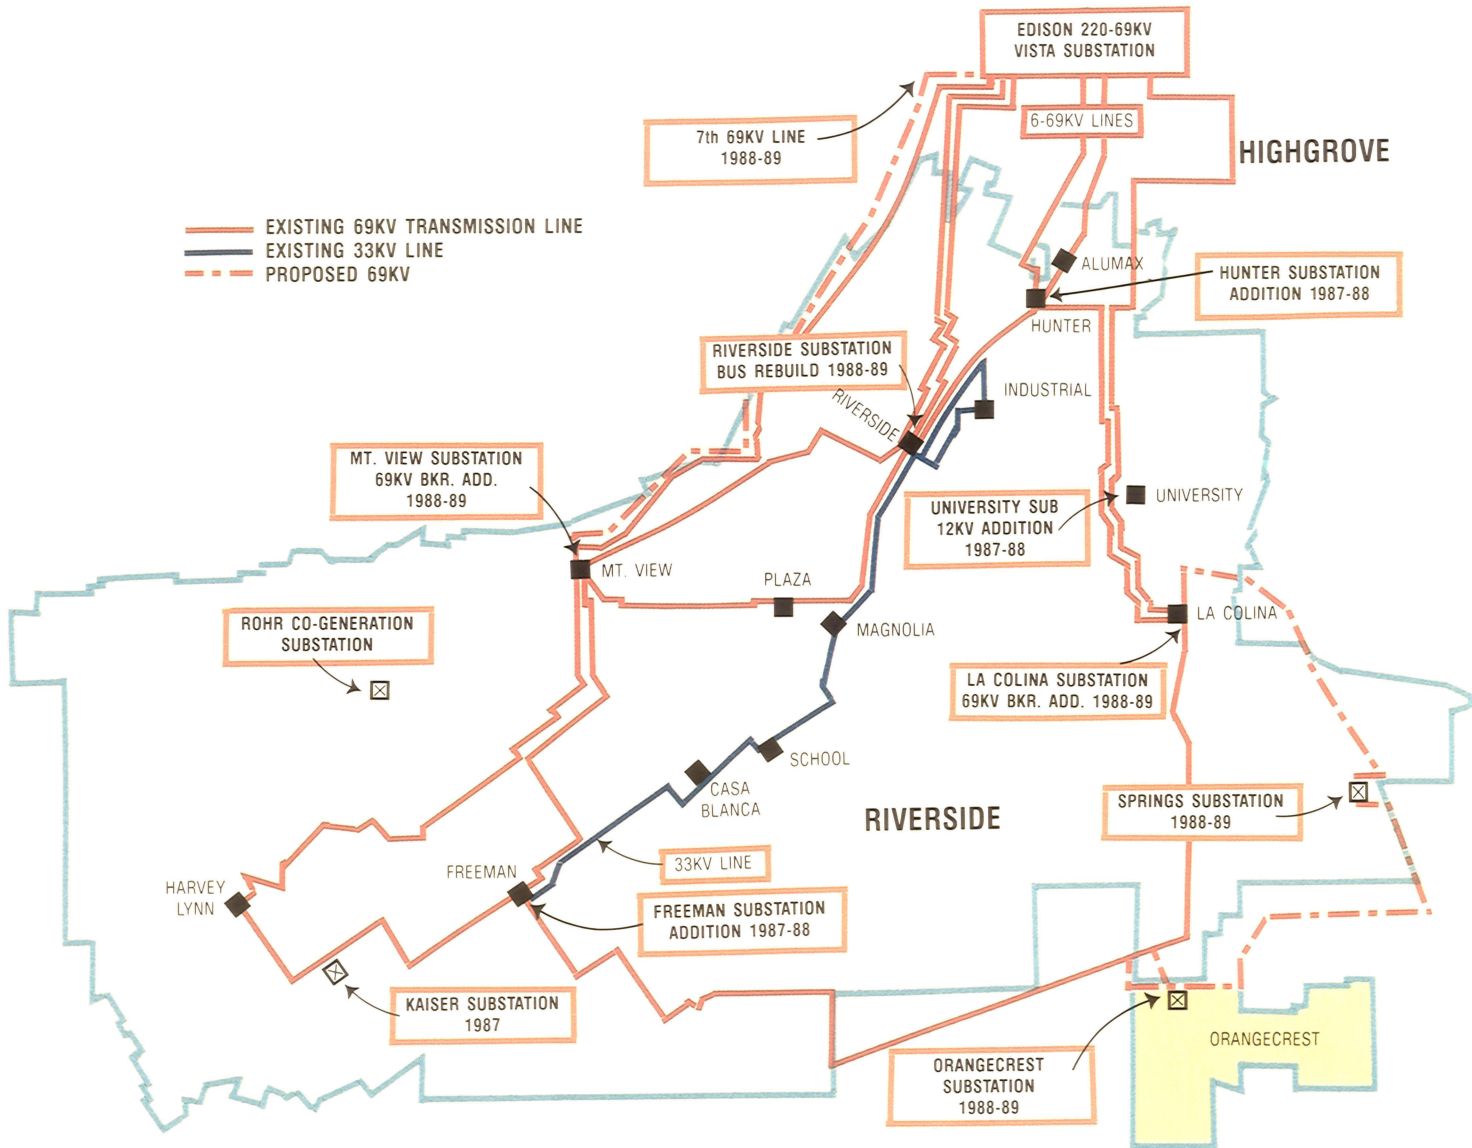 EDISON 220-69KV
VISTA SUBSTATION
6-69KV LINES
7th 69KV LINE
1988-89
HIGHGROVE
EXISTING 69KV TRANSMISSION LINE
EXISTING 33KV LINE
PROPOSED 69KV
ALUMAX
HUNTER SUBSTATION
ADDITION 1987-88
HUNTER
RIVERSIDE SUBSTATION
BUS REBUILD 1988-89
RIVERSIDE
INDUSTRIAL
MT. VIEW SUBSTATION
69KV BKR. ADD.
1988-89
UNIVERSITY SUB
12KV ADDITION
1987-88
UNIVERSITY
MT. VIEW
PLAZA
MAGNOLIA
LA COLINA
ROHR CO-GENERATION
SUBSTATION
LA COLINA SUBSTATION
69KV BKR. ADD. 1988-89
SCHOOL
CASA
BLANCA
RIVERSIDE
SPRINGS SUBSTATION
1988-89
33KV LINE
FREEMAN
HARVEY
LYNN
FREEMAN SUBSTATION
ADDITION 1987-88
KAISER SUBSTATION
1987
ORANGECREST
ORANGECREST
SUBSTATION
1988-89